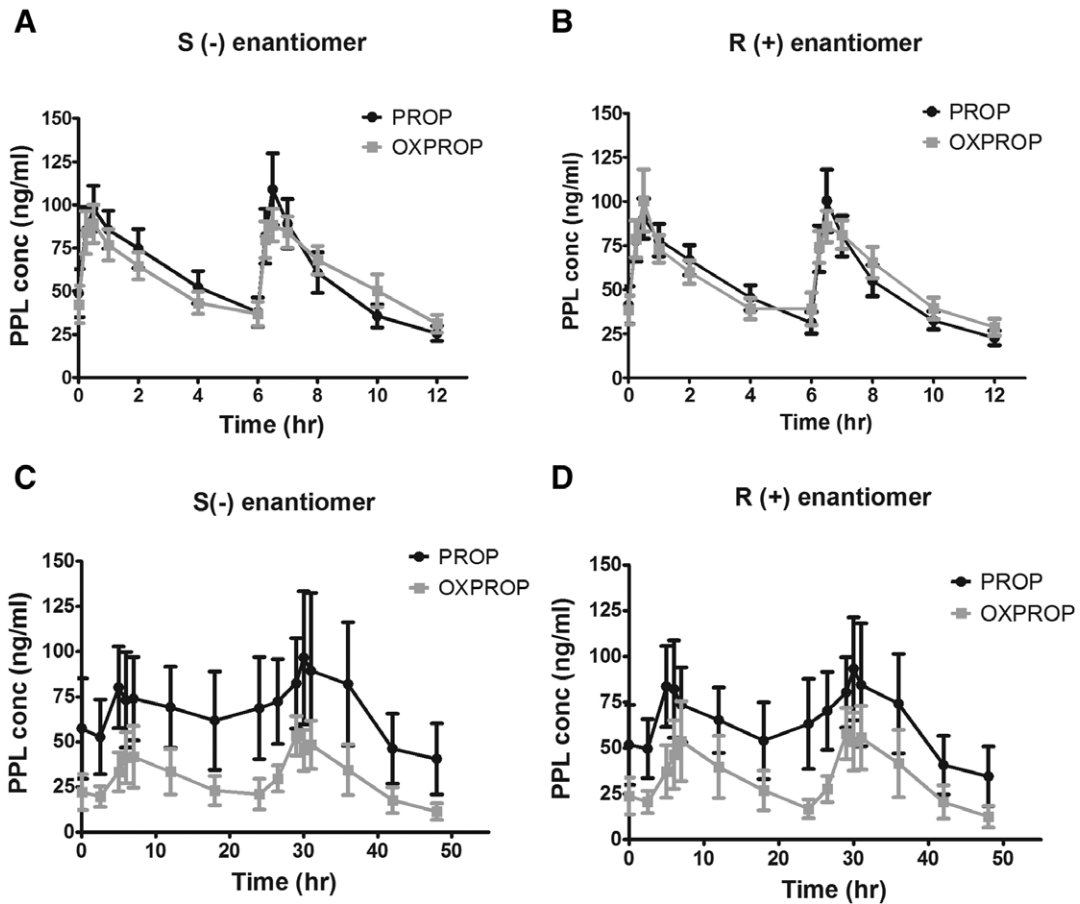 A
S (-) enantiomer
PPL conc (ng/ml)
150
125
100
75
50
25
0
0 2 4 6 8 10 12
Time (hr)
PROP
OXPROP
B
R (+) enantiomer
PPL conc (ng/ml)
150
125
100
75
50
25
0
0 2 4 6 8 10 12
Time (hr)
PROP
OXPROP
C
S(-) enantiomer
PPL conc (ng/ml)
150
125
100
75
50
25
0
0 10 20 30 40 50
Time (hr)
PROP
OXPROP
D
R (+) enantiomer
PPL conc (ng/ml)
150
125
100
75
50
25
0
0 10 20 30 40 50
Time (hr)
PROP
OXPROP